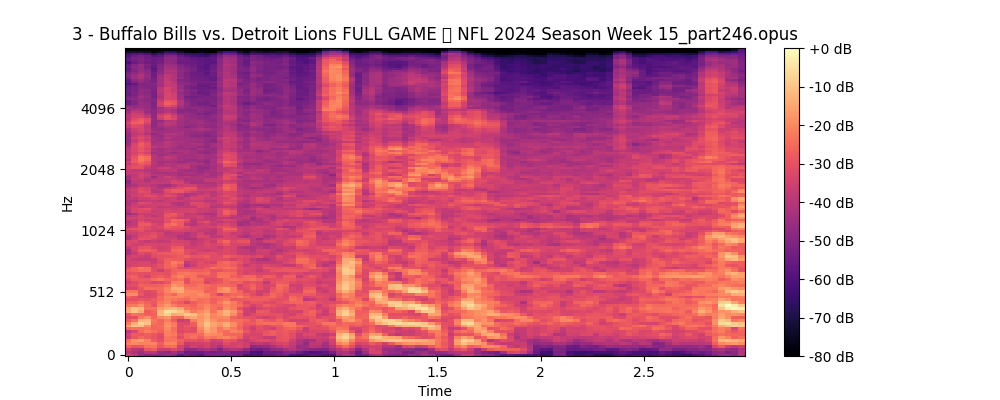 3 - Buffalo Bills vs. Detroit Lions FULL GAME ▯ NFL 2024 Season Week 15_part246.opus
+0 dB
-10 dB
-20 dB
-30 dB
-40 dB
-50 dB
-60 dB
-70 dB
-80 dB
4096
2048
1024
512
0
Hz
0
0.5
1
1.5
2
2.5
Time